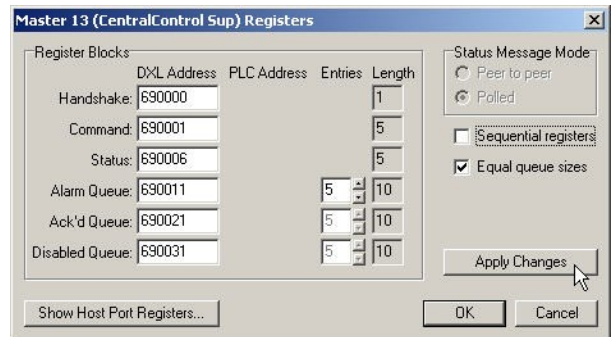 Master 13 (CentralControl Sup) Registers
Register Blocks
DXL Address PLC Address Entries Length
Handshake: 690000 1
Command: 690001 5
Status: 690006 5
Alarm Queue: 690011 5 10
Ack'd Queue: 690021 5 10
Disabled Queue: 690031 5 10
Status Message Mode
Peer to peer
Polled
Sequential registers
Equal queue sizes
Apply Changes
Show Host Port Registers... OK Cancel